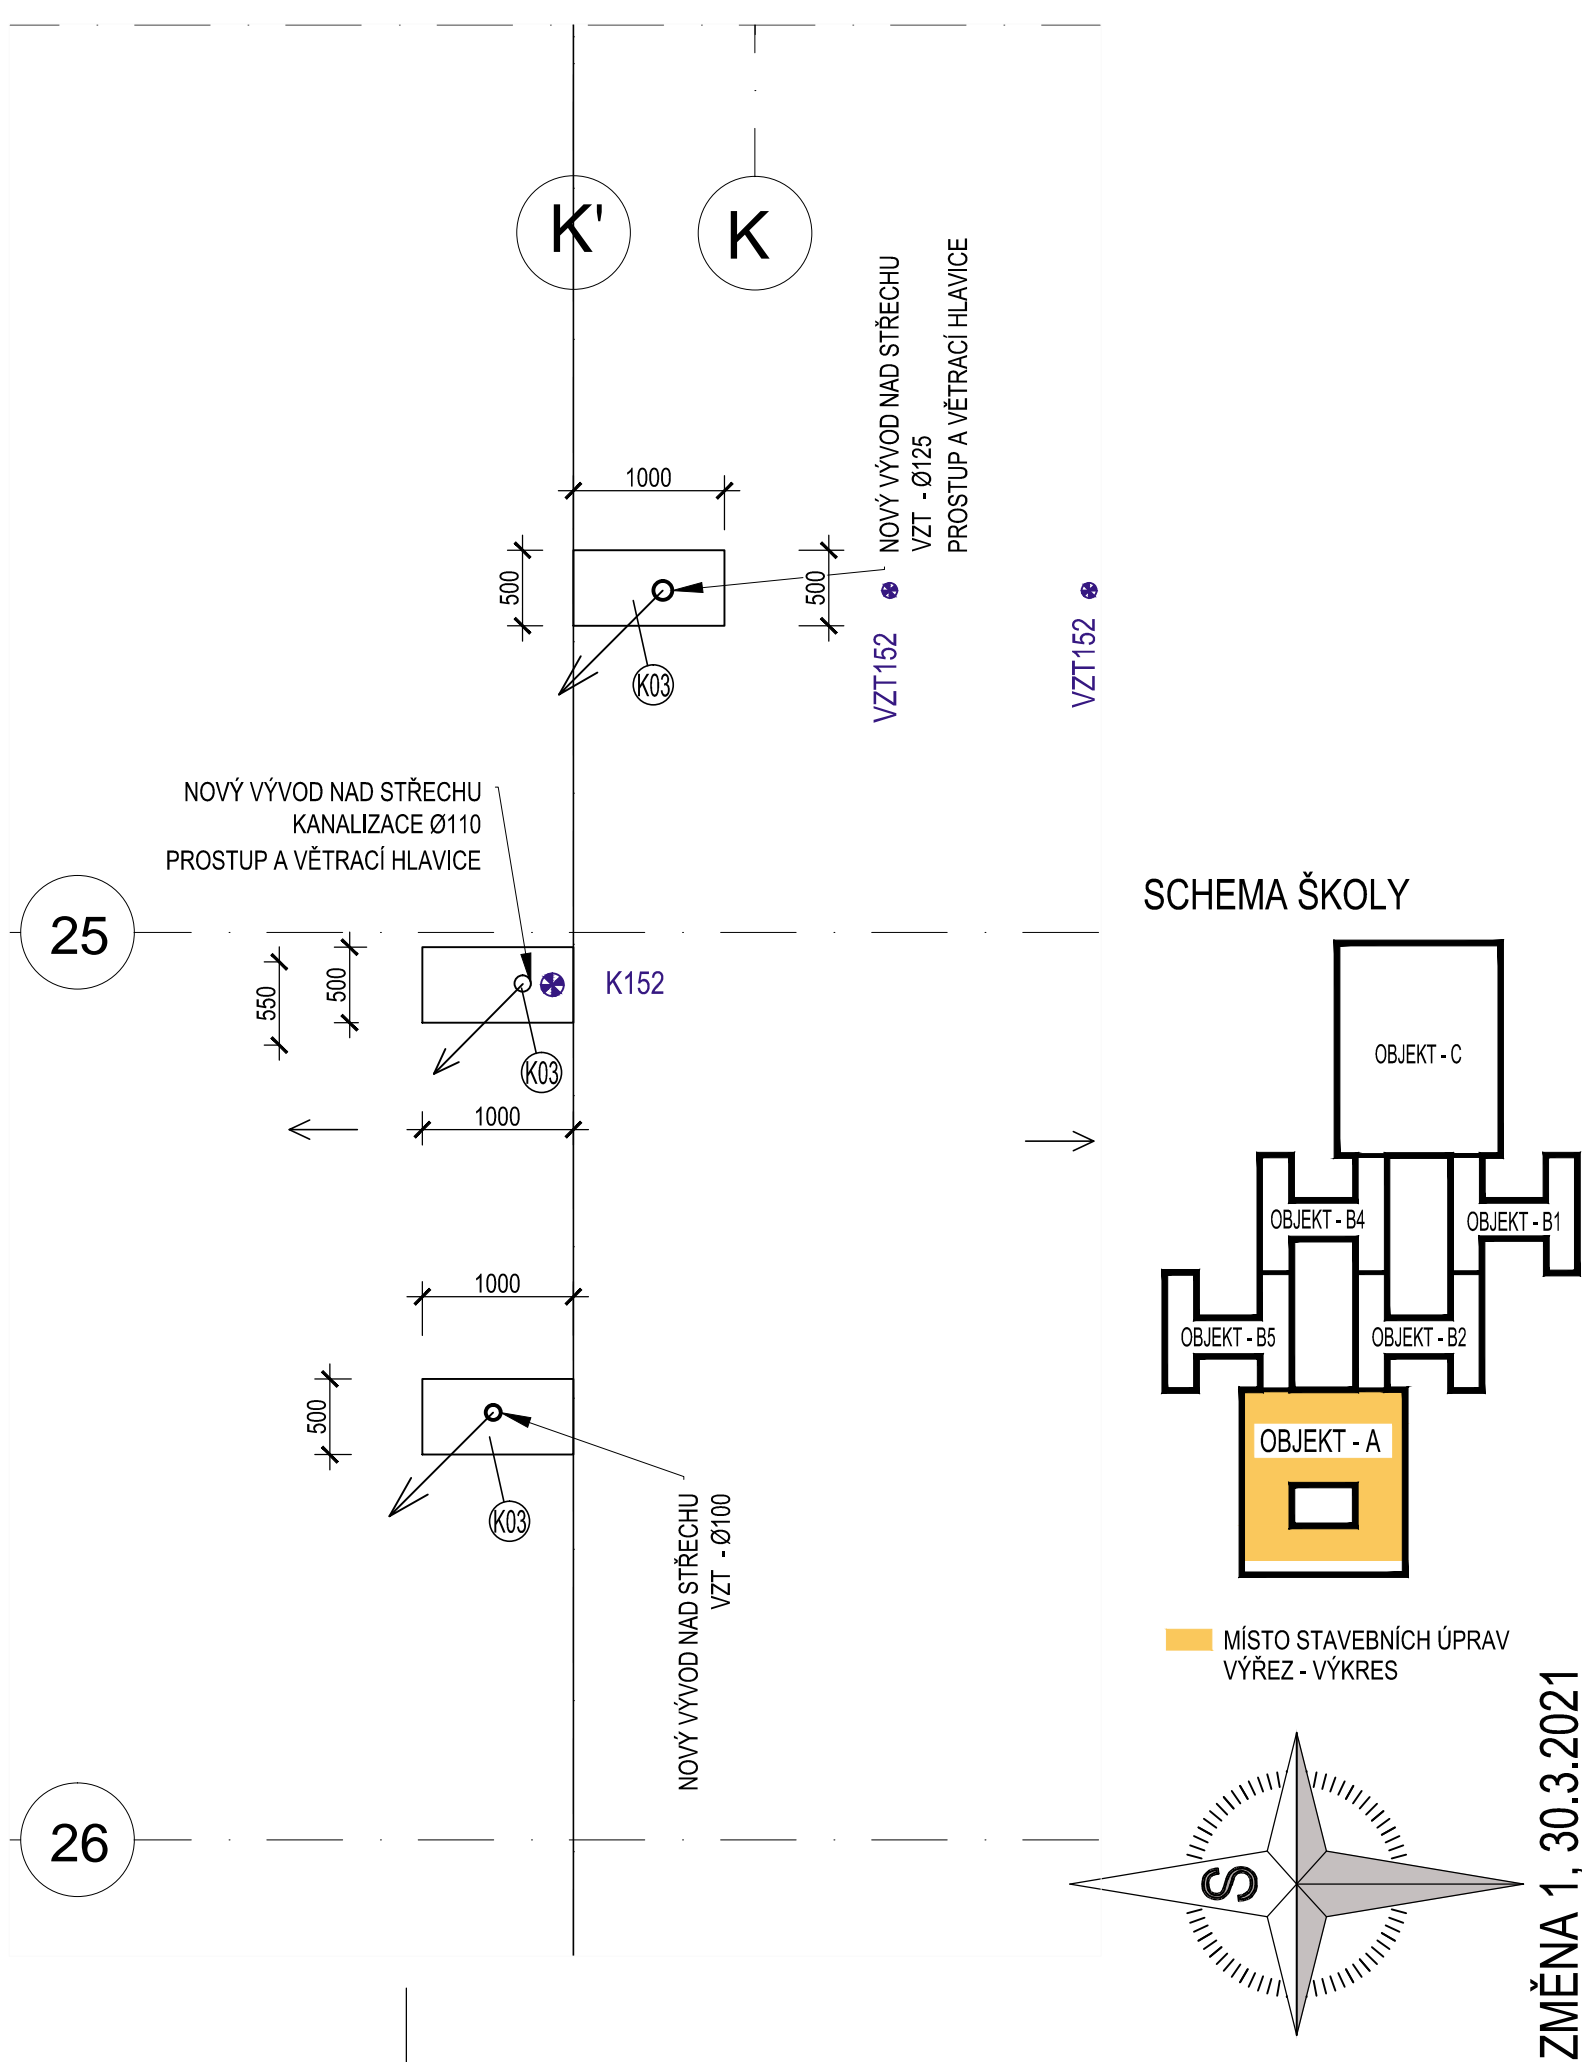 K'
K
NOVÝ VÝVOD NAD STŘECHU
VZT - Ø125
PROSTUP A VĚTRACÍ HLAVICE
1000
500
500
K03
VZT152
VZT152
NOVÝ VÝVOD NAD STŘECHU
KANALIZACE Ø110
PROSTUP A VĚTRACÍ HLAVICE
25
550
500
K152
K03
1000
1000
500
K03
NOVÝ VÝVOD NAD STŘECHU
VZT - Ø100
26
SCHEMA ŠKOLY
OBJEKT - C
OBJEKT - B4
OBJEKT - B1
OBJEKT - B5
OBJEKT - B2
OBJEKT - A
MÍSTO STAVEBNÍCH ÚPRAV
VÝŘEZ - VÝKRES
S
ZMĚNA 1, 30.3.2021